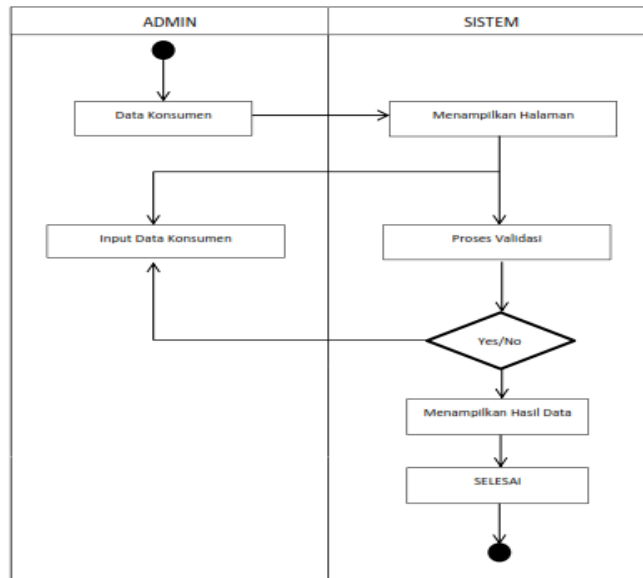 ADMIN
SISTEM
Data Konsumen
Menampilkan Halaman
Input Data Konsumen
Proses Validasi
Yes/No
Menampilkan Hasil Data
SELESAI